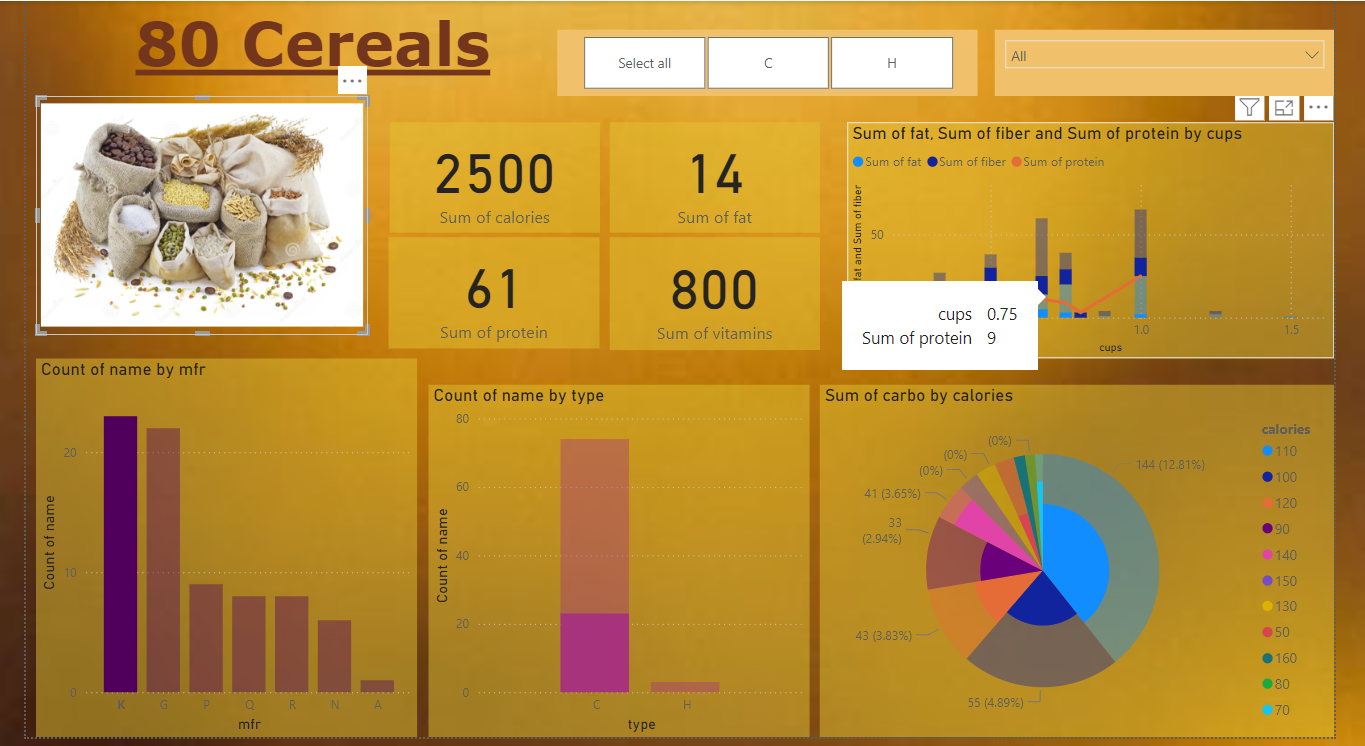 80 Cereals
Select all
C
H
All
2500
Sum of calories
14
Sum of fat
61
Sum of protein
800
Sum of vitamins
Sum of fat, Sum of fiber and Sum of protein by cups
Sum of fat Sum of fiber Sum of protein
fat and Sum of fiber
50
cups 0.75
Sum of protein 9
1.0 1.5
cups
Count of name by mfr
Count of name
20
10
0
K G P Q R N A
mfr
Count of name by type
Count of name
80
60
40
20
0
C H
type
Sum of carbo by calories
144 (12.81%)
55 (4.89%)
43 (3.83%)
33
(2.94%)
41 (3.65%)
(0%)
(0%)
(0%)
calories
110
100
120
90
140
150
130
50
160
80
70